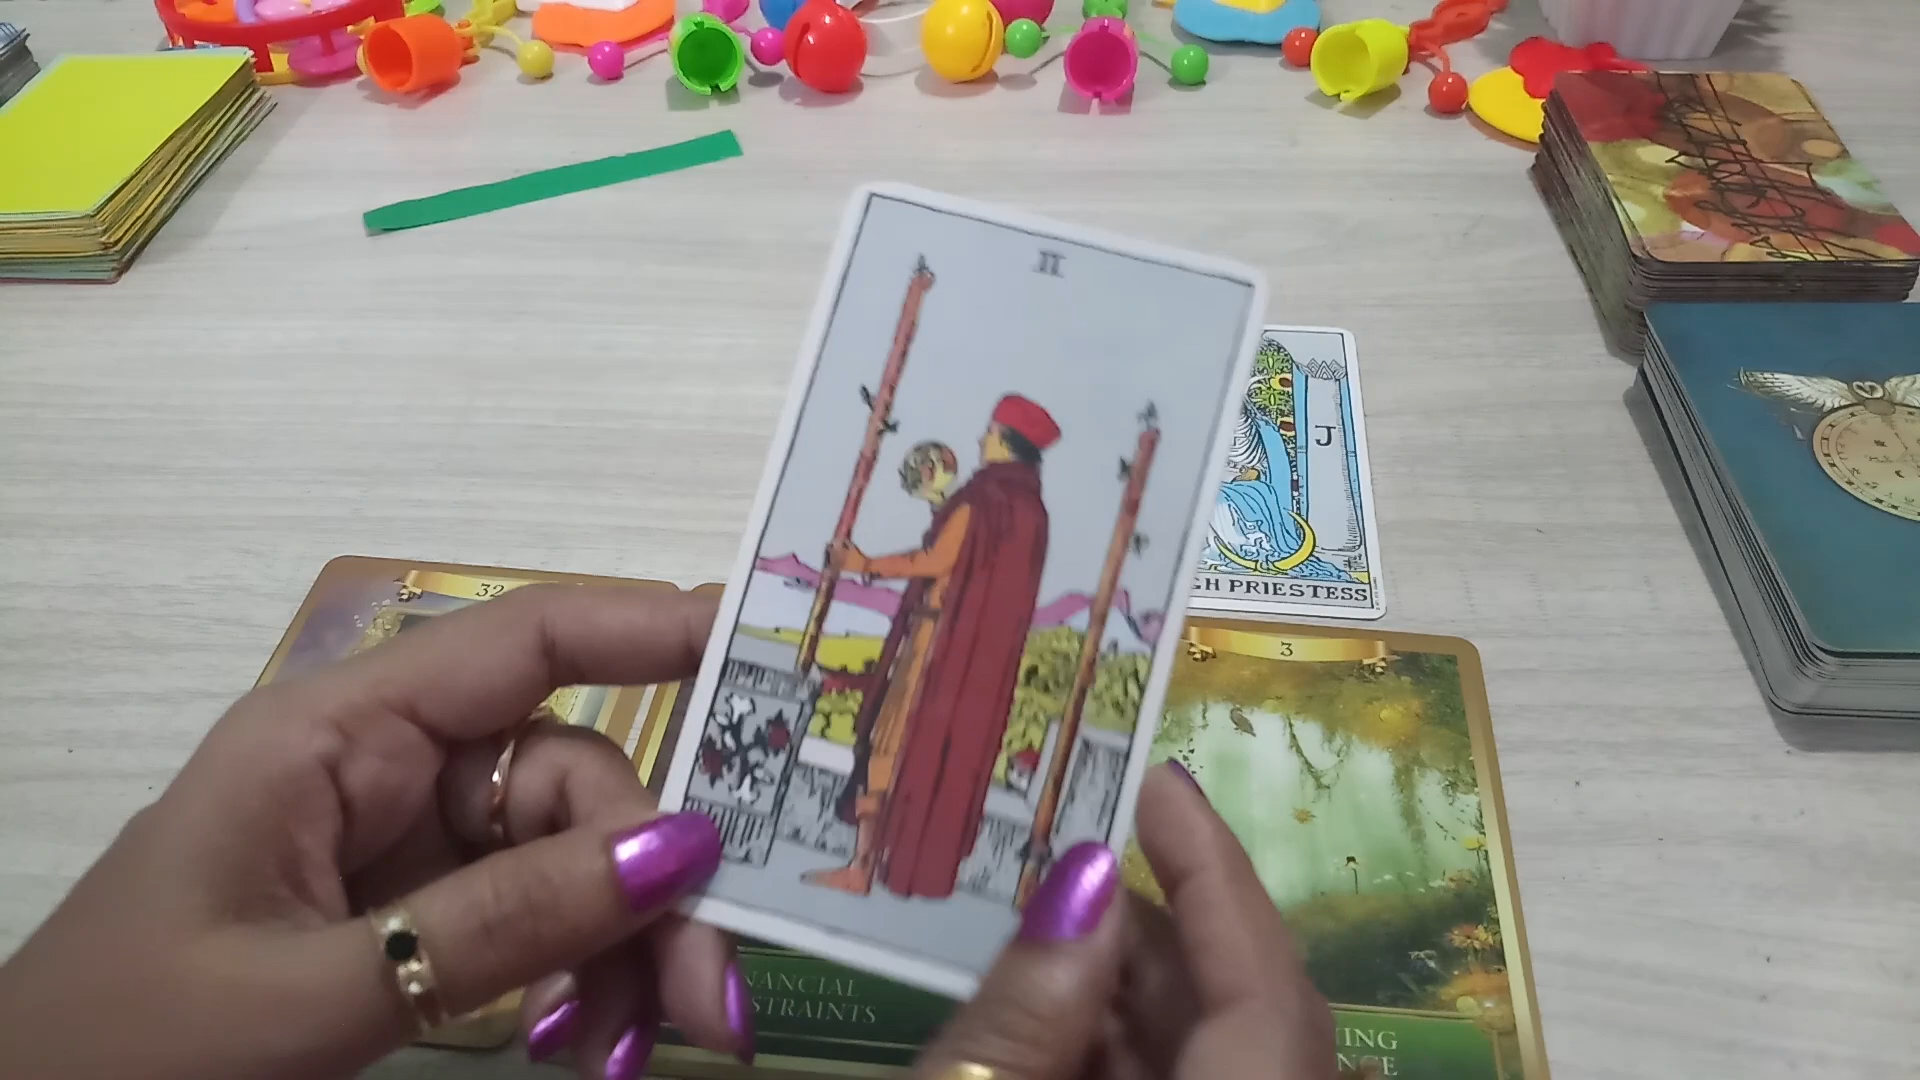 II
J
GH PRIESTESS
32
3
NANCIAL
STRAINTS
ING
NCE